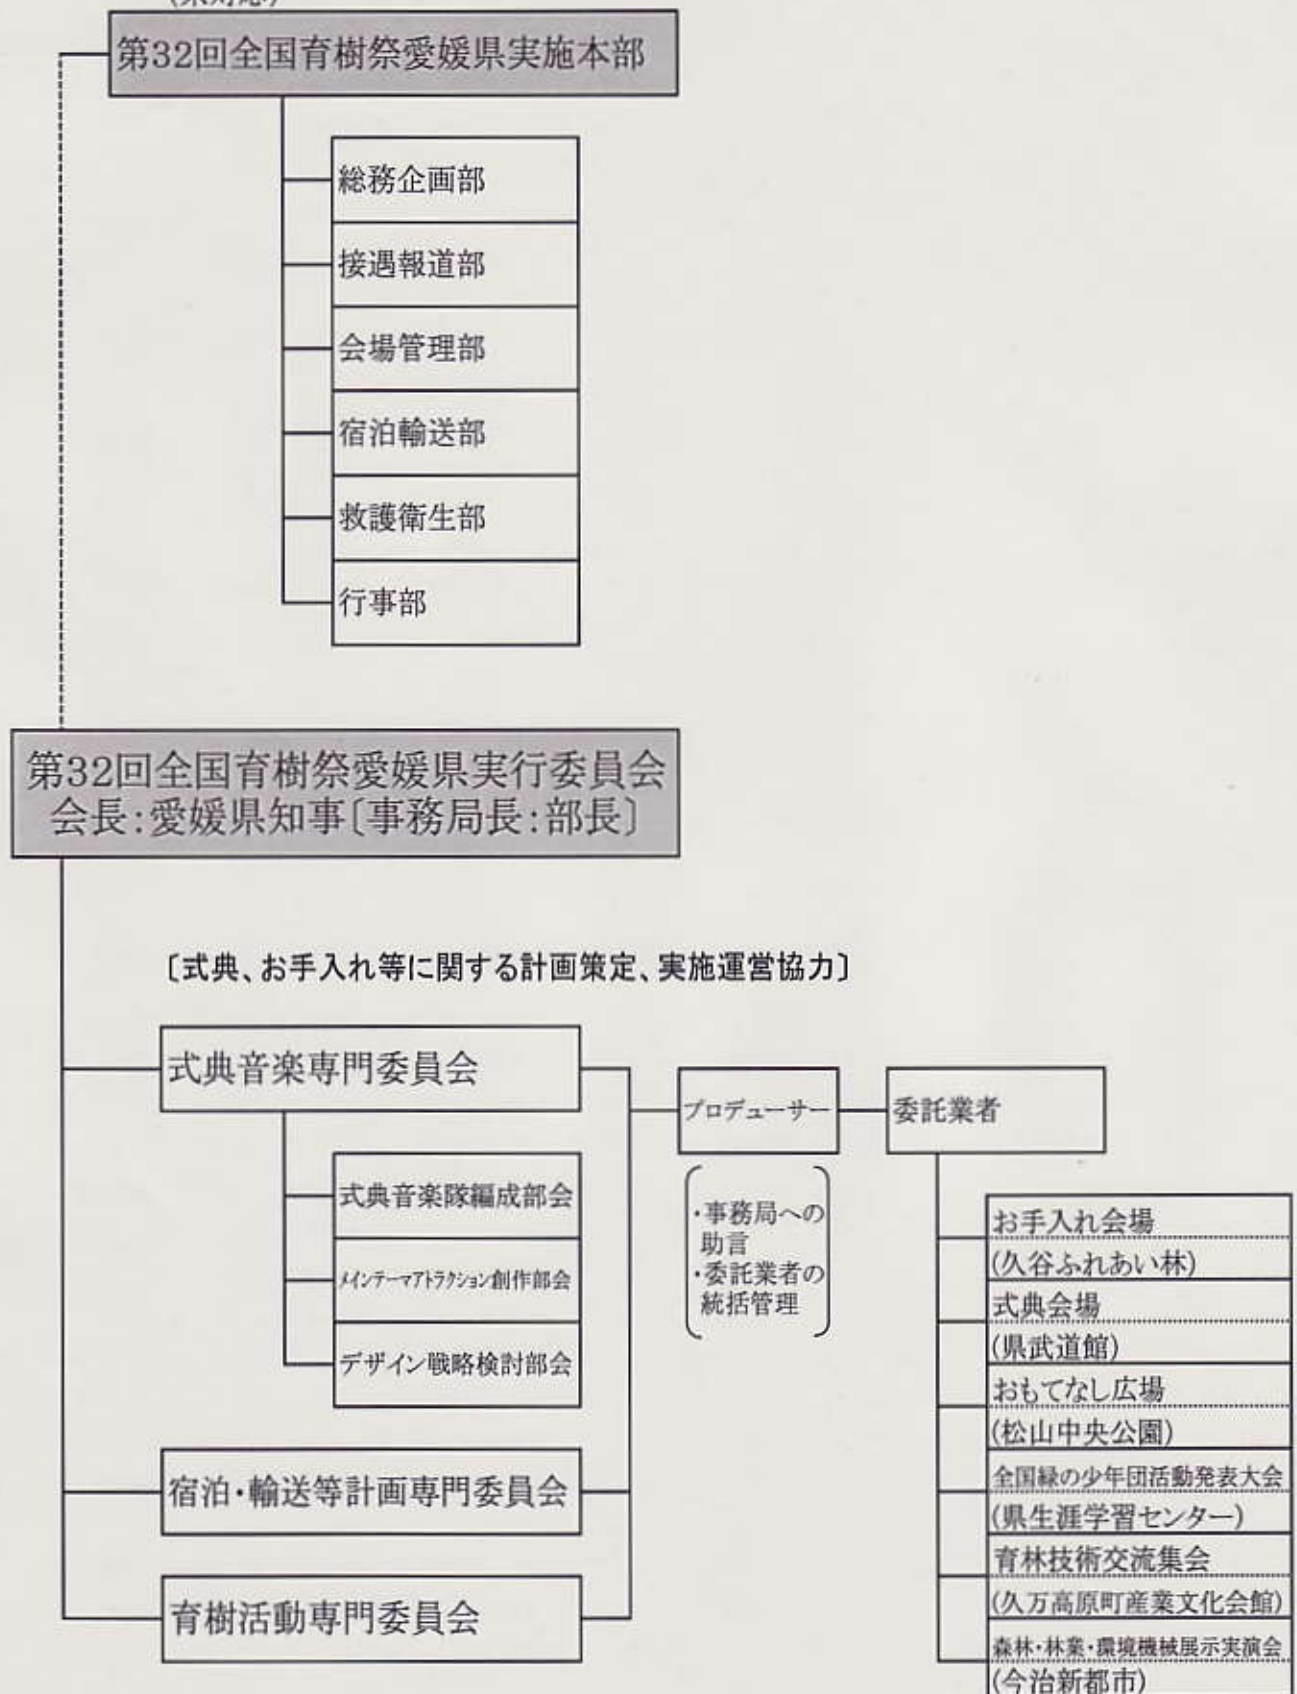 第32回全国育樹祭愛媛県実施本部
総務企画部
接遇報道部
会場管理部
宿泊輸送部
救護衛生部
行事部
第32回全国育樹祭愛媛県実行委員会
会長:愛媛県知事〔事務局長:部長〕
〔式典、お手入れ等に関する計画策定、実施運営協力〕
式典音楽専門委員会
式典音楽隊編成部会
メインテーマアトラクション創作部会
デザイン戦略検討部会
宿泊・輸送等計画専門委員会
育樹活動専門委員会
プロデューサー
・事務局への
助言
・委託業者の
統括管理
委託業者
お手入れ会場
(久谷ふれあい林)
式典会場
(県武道館)
おもてなし広場
(松山中央公園)
全国緑の少年団活動発表大会
(県生涯学習センター)
育林技術交流集会
(久万高原町産業文化会館)
森林・林業・環境機械展示実演会
(今治新都市)